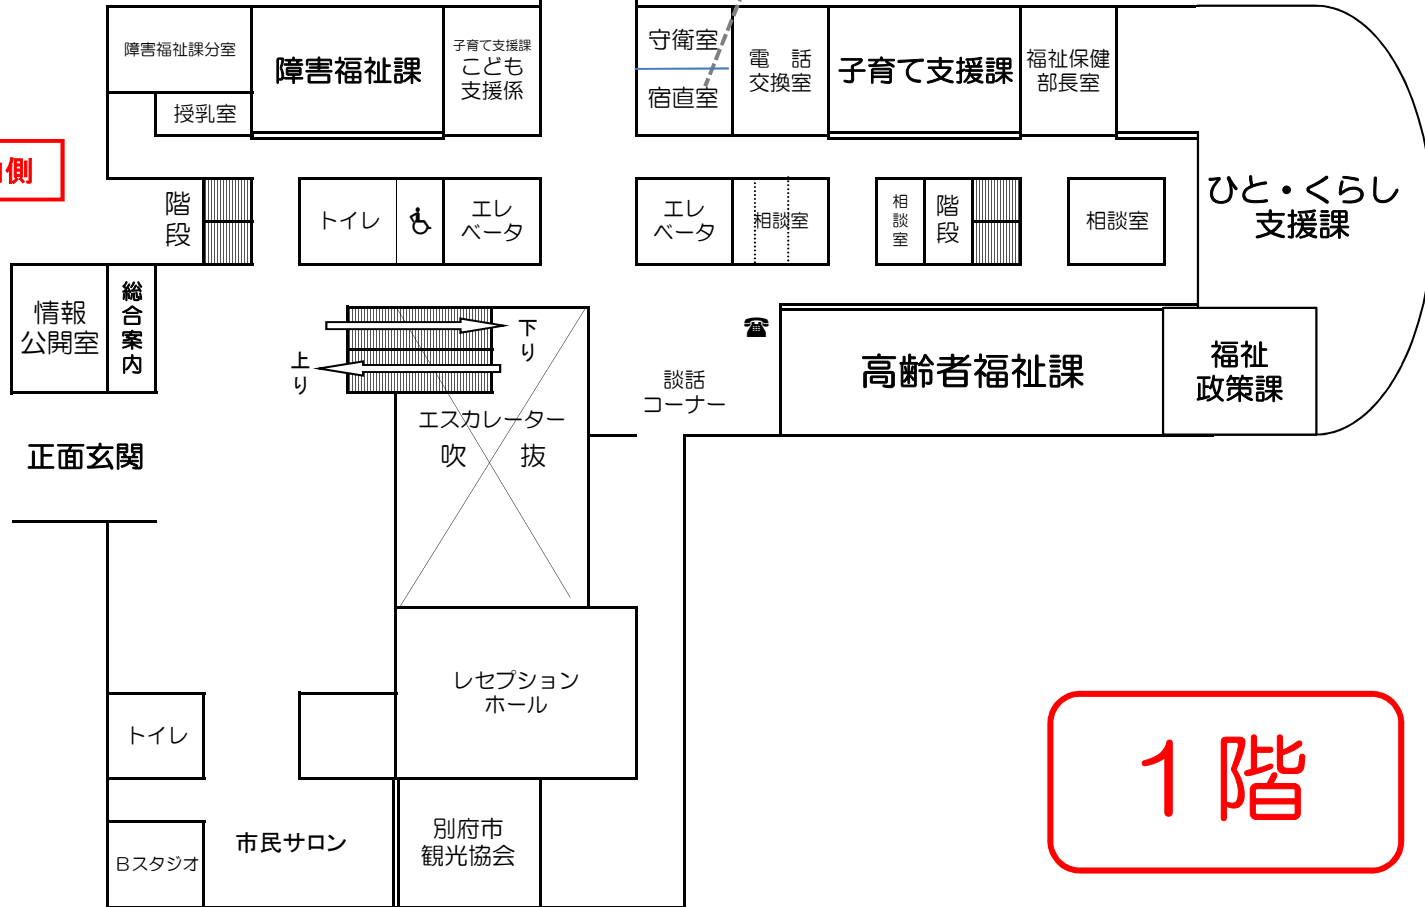 障害福祉課分室
授乳室
障害福祉課
子育て支援課
こども
支援係
守衛室
宿直室
電 話
交換室
子育て支援課
福祉保健
部長室
側
階
段
トイレ
エレ
ベータ
エレ
ベータ
相談室
相
談
室
階
段
相談室
ひと・くらし
支援課
情報
公開室
総
合
案
内
下
り
上
り
エスカレーター
吹 抜
談話
コーナー
高齢者福祉課
福祉
政策課
正面玄関
レセプション
ホール
トイレ
市民サロン
Bスタジオ
別府市
観光協会
1階